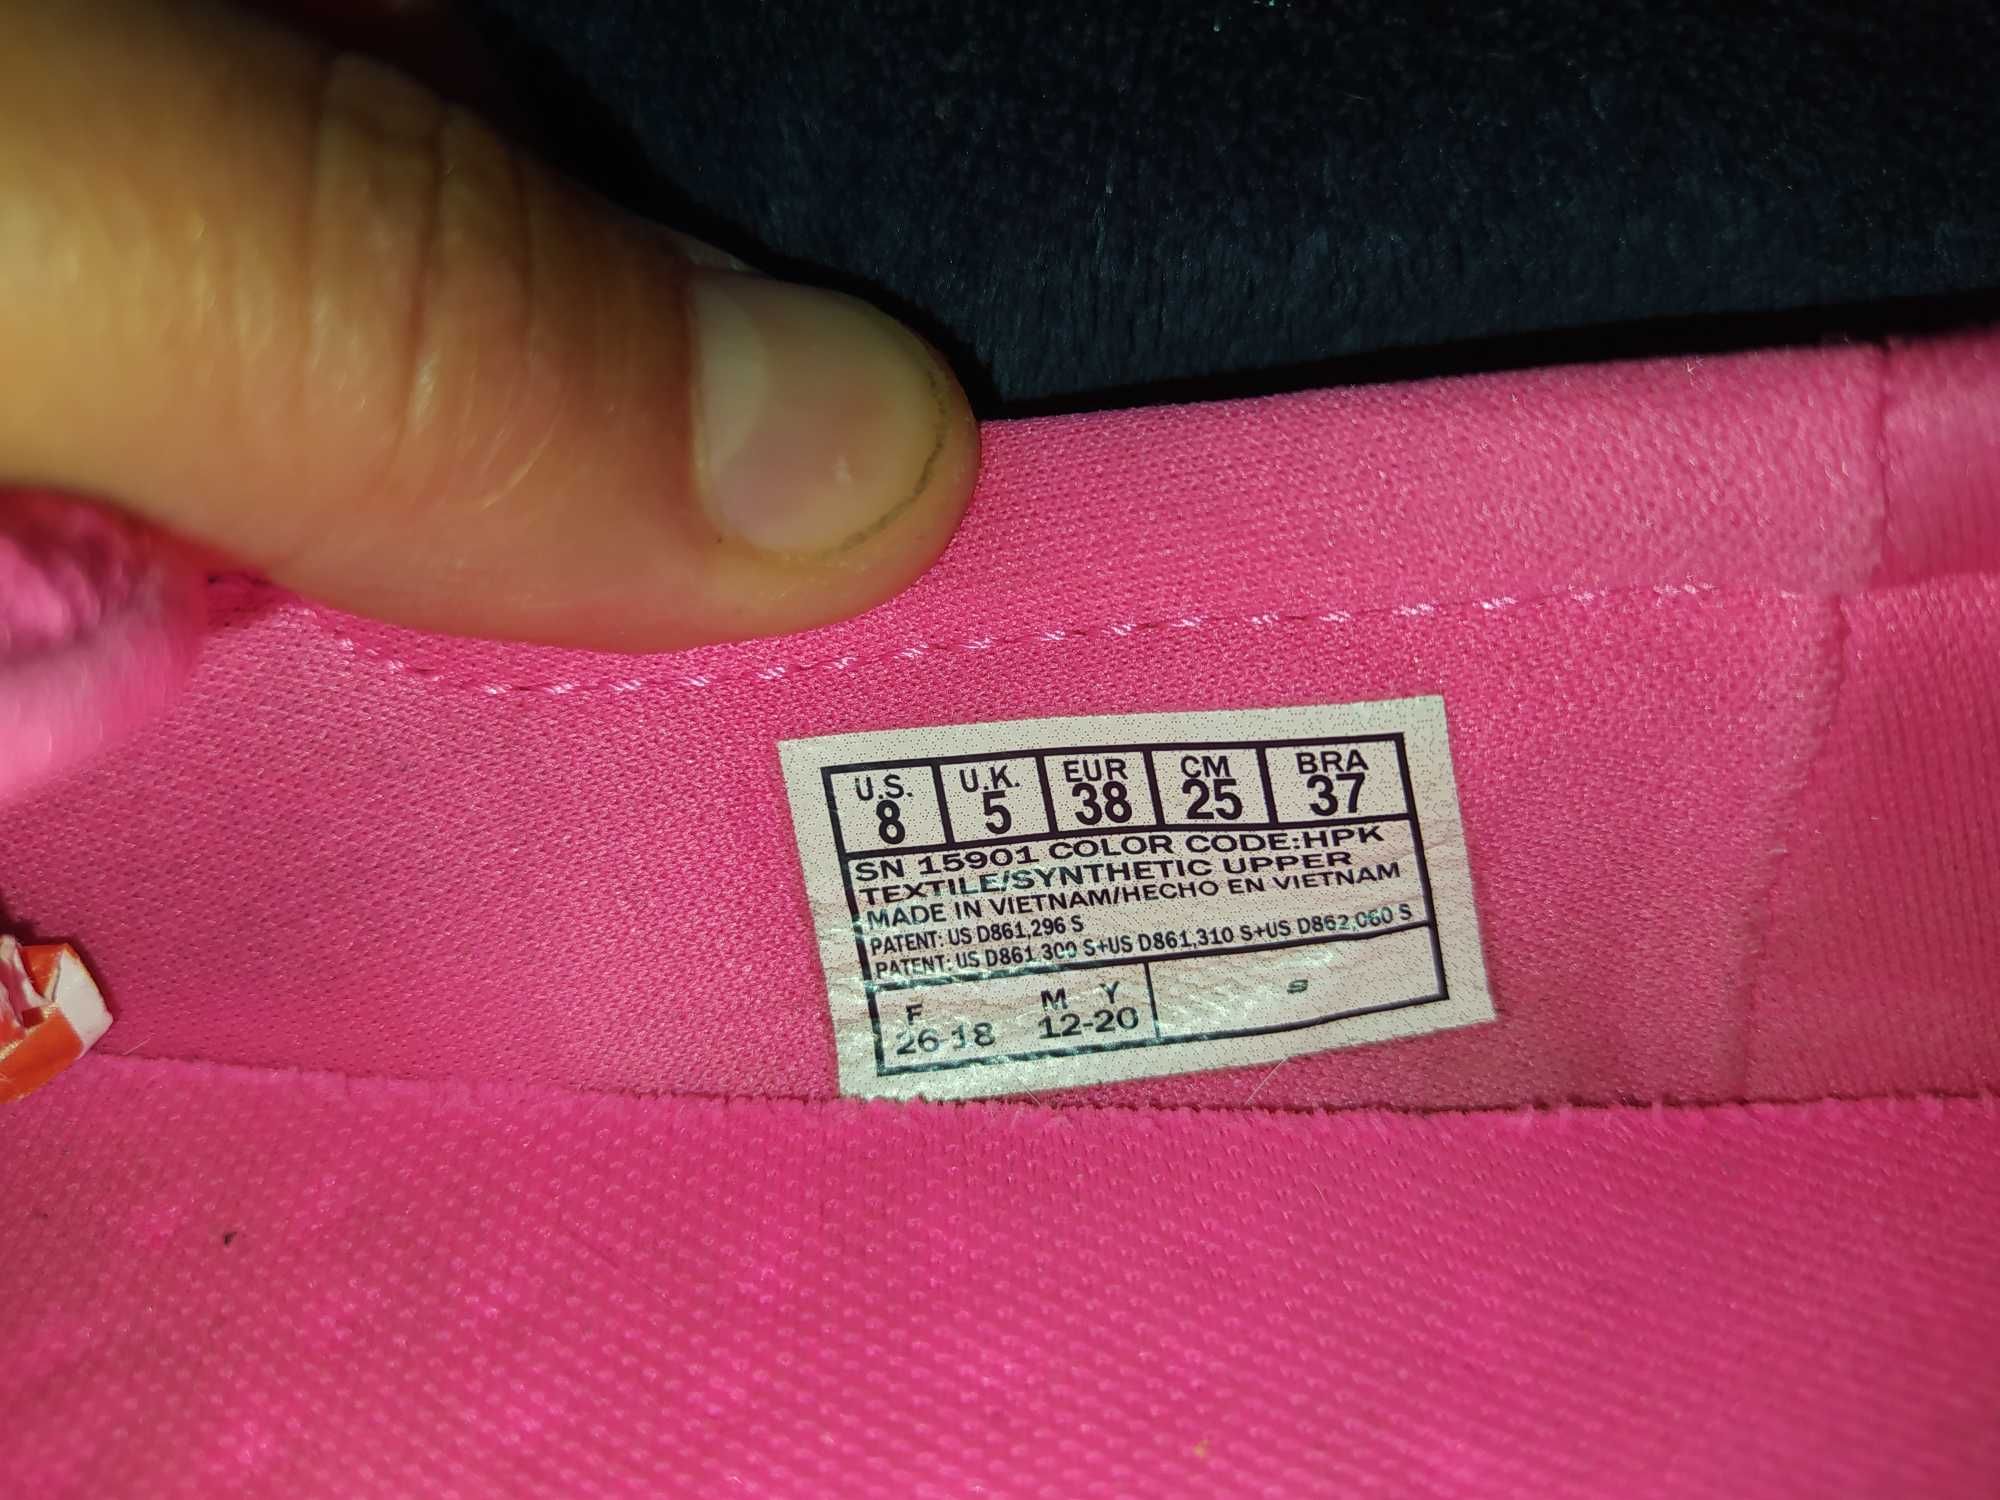 U.S. U.K. EUR CM BRA
8 5 38 25 37
SN 15901 COLOR CODE:HPK
TEXTILE/SYNTHETIC UPPER
MADE IN VIETNAM/HECHO EN VIETNAM
PATENT: US D861,296 S
PATENT: US D861,300 S+US D861,310 S+US D862,060 S
F M Y
26-18 12-20 S